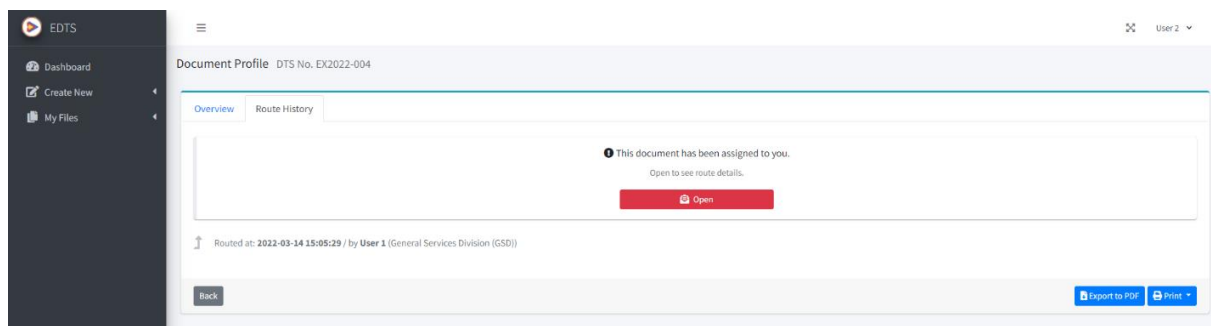 EDTS
User 2
Dashboard
Create New
My Files
Document Profile DTS No. EX2022-004
Overview Route History
This document has been assigned to you.
Open to see route details.
Open
Routed at: 2022-03-14 15:05:29 / by User 1 (General Services Division (GSD))
Back
Export to PDF Print